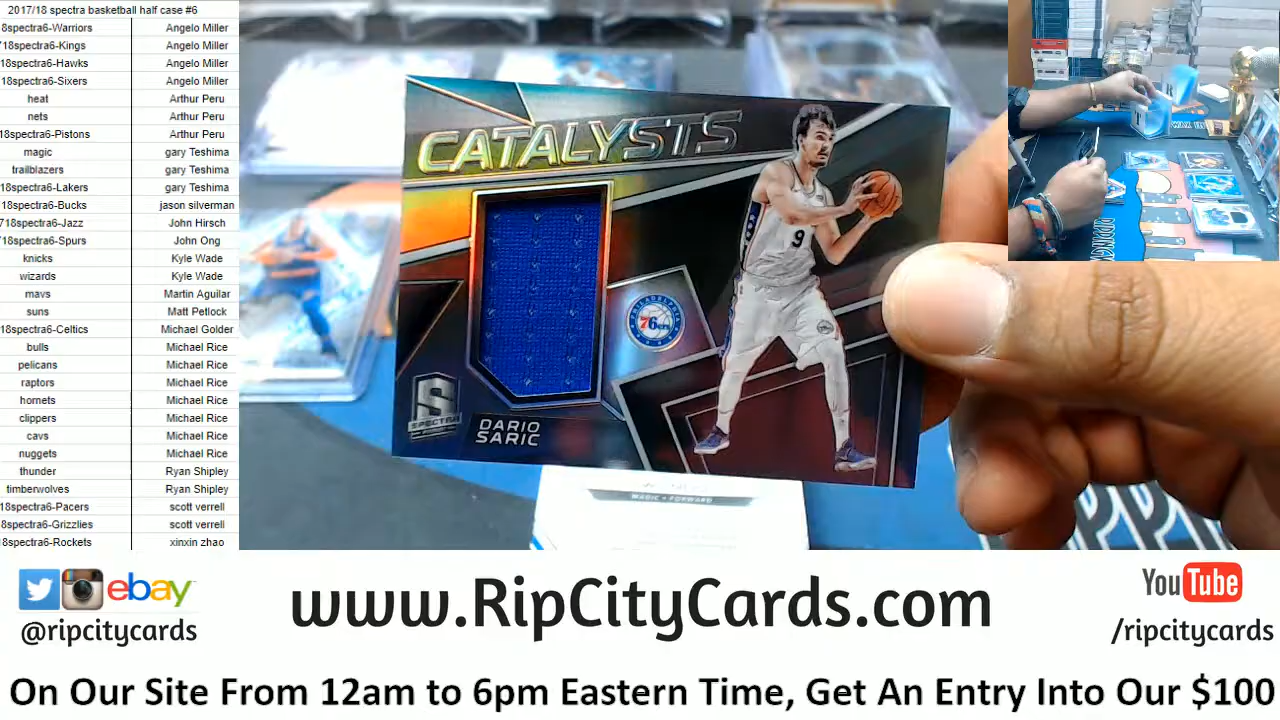 2017/18 spectra basketball half case #6
8spectra6-Warriors Angelo Miller
18spectra6-Kings Angelo Miller
18spectra6-Hawks Angelo Miller
18spectra6-Sixers Angelo Miller
heat Arthur Peru
nets Arthur Peru
18spectra6-Pistons Arthur Peru
magic gary Teshima
trailblazers gary Teshima
18spectra6-Lakers gary Teshima
8spectra6-Bucks jason silverman
718spectra6-Jazz John Hirsch
18spectra6-Spurs John Ong
knicks Kyle Wade
wizards Kyle Wade
mavs Martin Aguilar
suns Matt Petlock
18spectra6-Celtics Michael Golder
bulls Michael Rice
pelicans Michael Rice
raptors Michael Rice
hornets Michael Rice
clippers Michael Rice
cavs Michael Rice
nuggets Michael Rice
thunder Ryan Shipley
timberwolves Ryan Shipley
18spectra6-Pacers scott verrell
8spectra6-Grizzlies scott verrell
8spectra6-Rockets xinxin zhao
CATALYSTS
9
PHILADELPHIA
76ers
S
SPECTRA
DARIO
SARIC
MAGIC • FORWARD
ebay
@ripcitycards
www.RipCityCards.com
YouTube
/ripcitycards
On Our Site From 12am to 6pm Eastern Time, Get An Entry Into Our $100